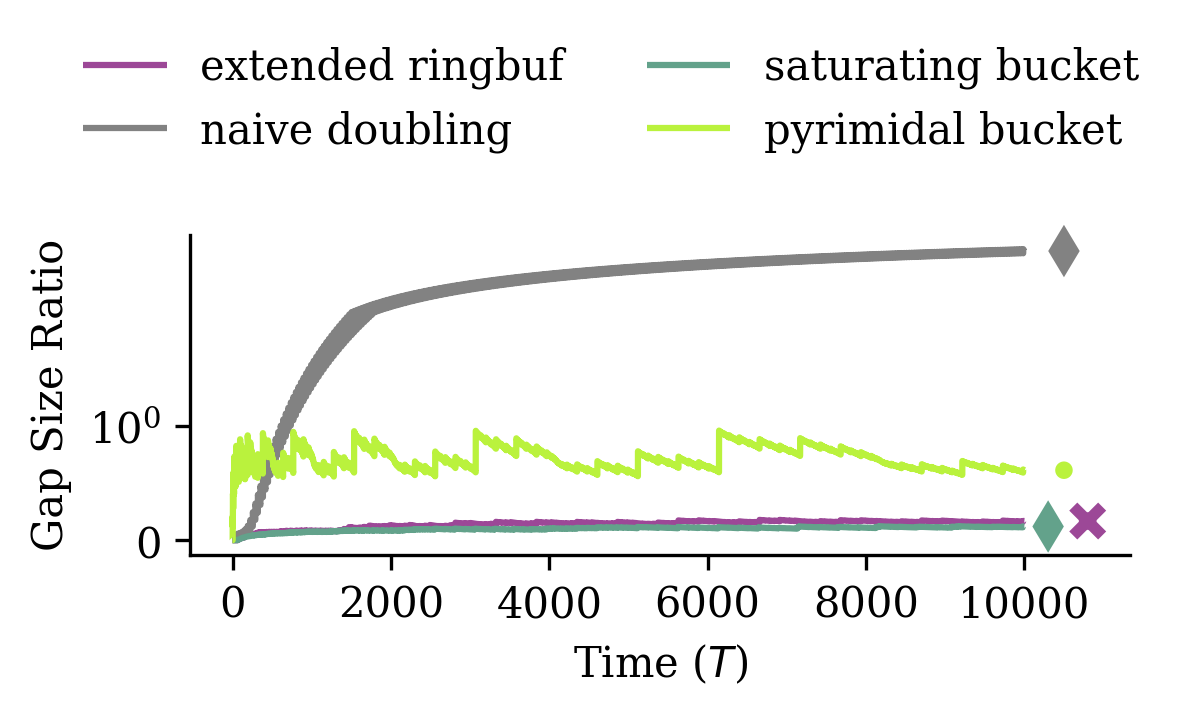 extended ringbuf
naive doubling
saturating bucket
pyrimidal bucket
Gap Size Ratio
10⁰
0
0 2000 4000 6000 8000 10000
Time (T)